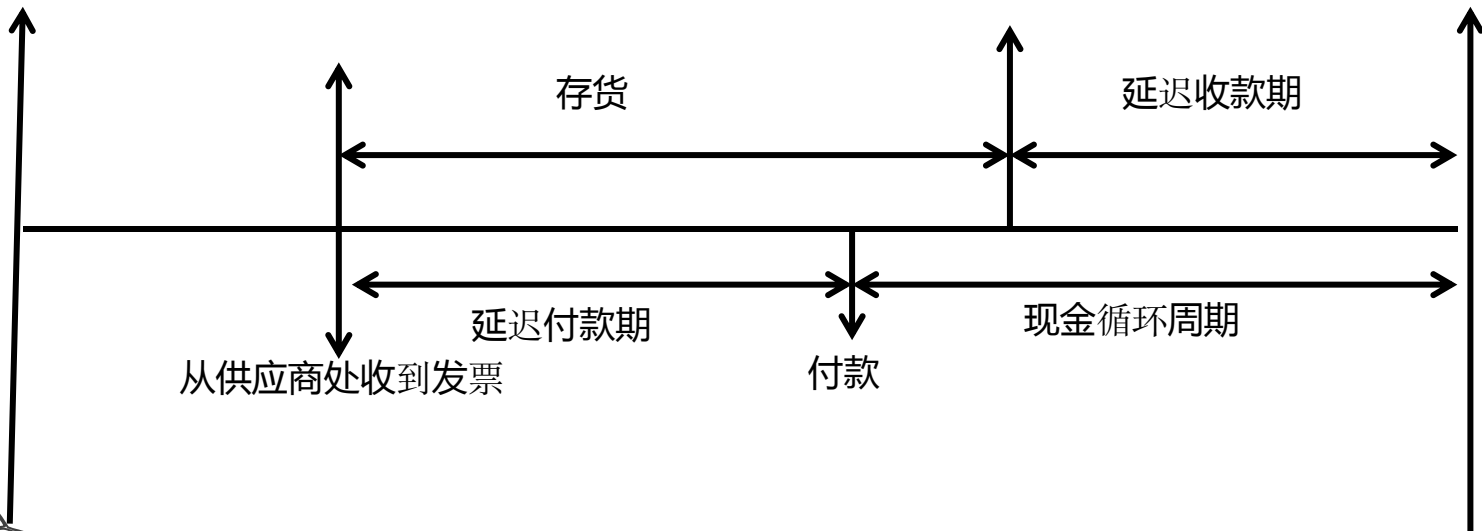 存货
延迟收款期
延迟付款期
现金循环周期
从供应商处收到发票
付款